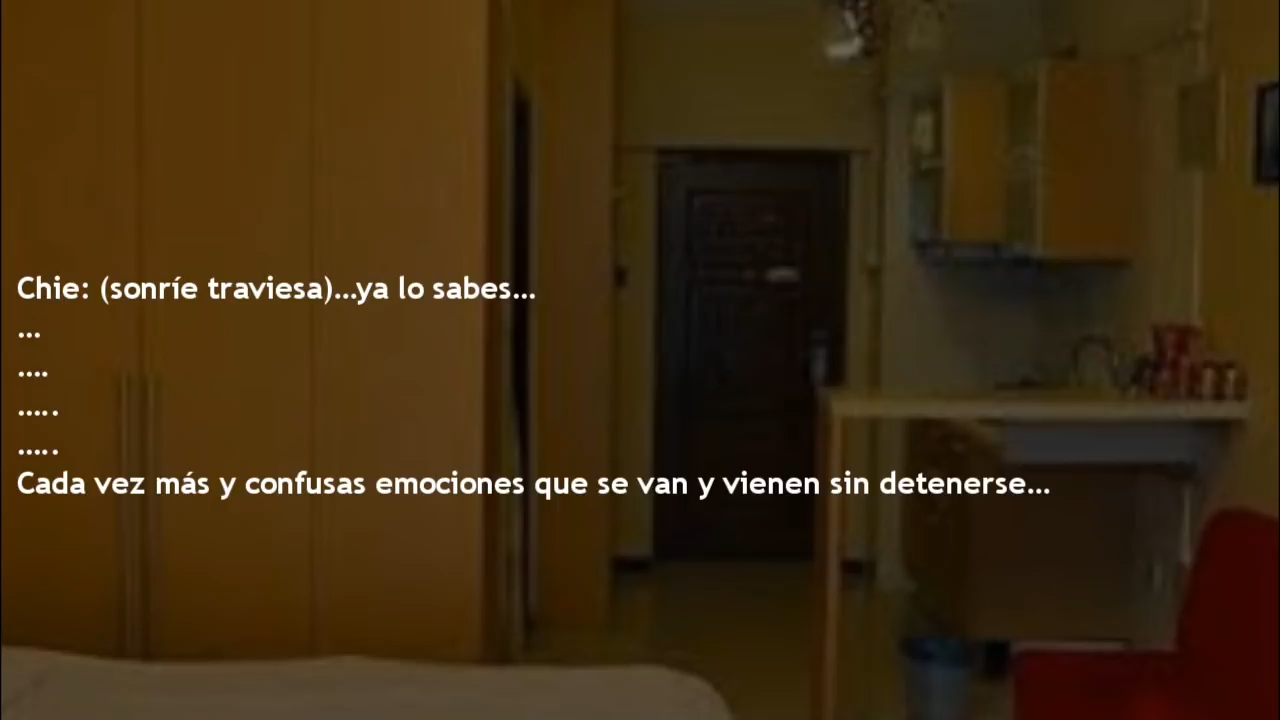 Chie: (sonríe traviesa)...ya lo sabes...
...
....
.....
.....
Cada vez más y confusas emociones que se van y vienen sin detenerse...